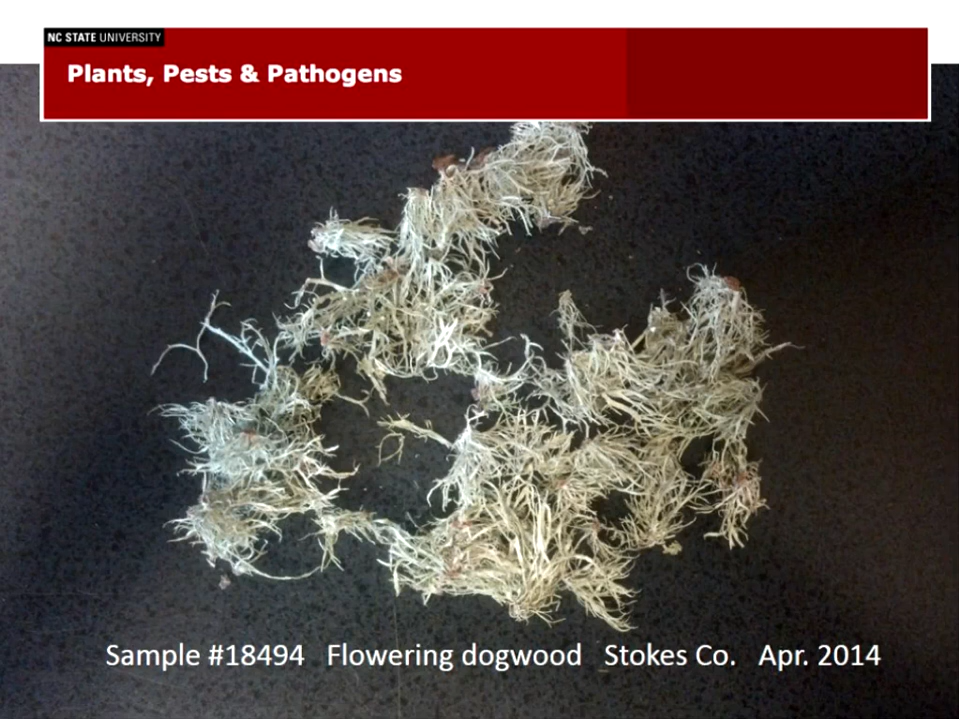 NC STATE UNIVERSITY
Plants, Pests & Pathogens
Sample #18494 Flowering dogwood Stokes Co. Apr. 2014